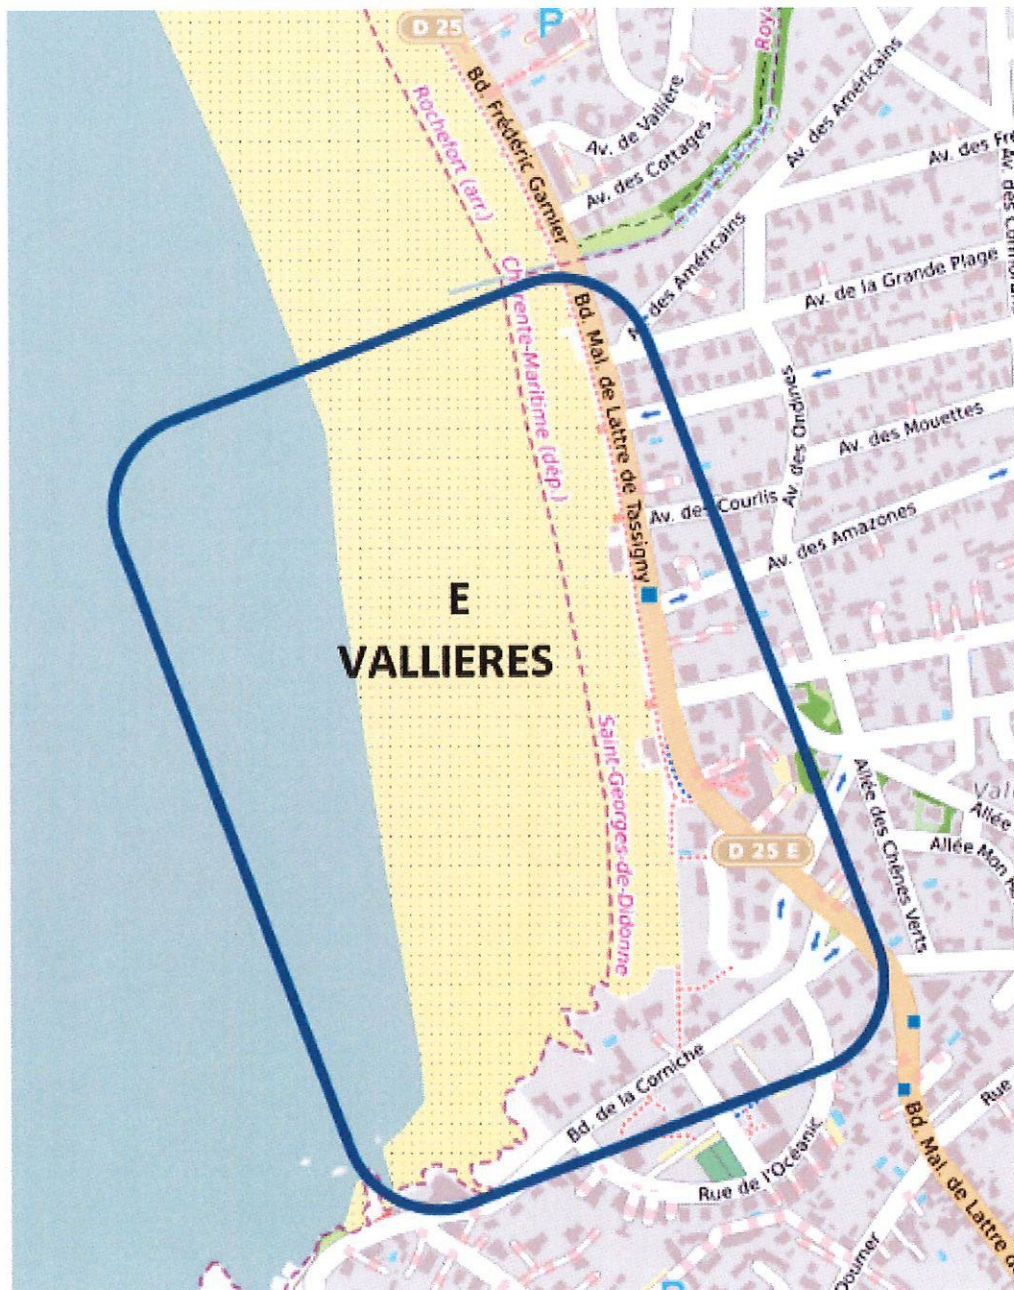 P
D 25
Bd. Frédéric Garnier
Av. de Vallière
Av. des Cottages
Av. des Américains
Rochefort (arr.)
Charente-Maritime (dép.)
Saint-Georges-de-Didonne
Av. des Américains
Av. de la Grande Plage
Bd. Mal. de Lattre de Tassigny
Av. des Ondines
Av. des Mouettes
Av. des Courlis
Av. des Amazones
E
VALLIERES
D 25 E
Allée des Chênes Verts
Allée
Bd. de la Corniche
Rue de l'Océanic
Bd. Mal. de Lattre de
Rue
Doumer
P